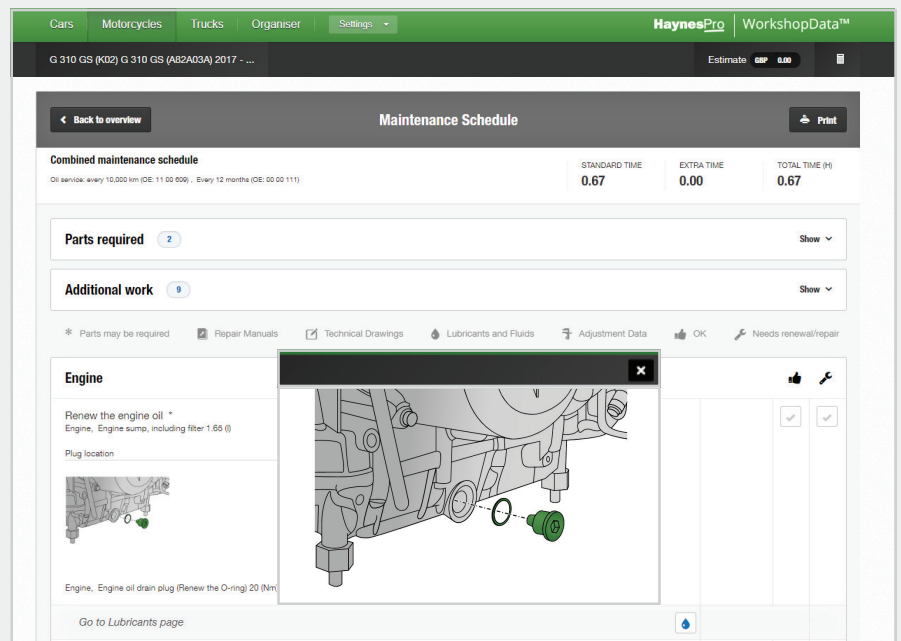 Cars Motorcycles Trucks Organiser Settings HaynesPro WorkshopData™
G 310 GS (K02) G 310 GS (A82A03A) 2017 - ... Estimate GBP 0.00
Back to overview Maintenance Schedule Print
Combined maintenance schedule STANDARD TIME EXTRA TIME TOTAL TIME (H)
Oil service: every 10,000 km (OE: 11 00 609) , Every 12 months (OE: 00 00 111) 0.67 0.00 0.67
Parts required 2 Show
Additional work 9 Show
* Parts may be required Repair Manuals Technical Drawings Lubricants and Fluids Adjustment Data OK Needs renewal/repair
Engine
Renew the engine oil *
Engine, Engine sump, including filter 1.65 (l)
Plug location
Engine, Engine oil drain plug (Renew the O-ring) 20 (Nm)
Go to Lubricants page